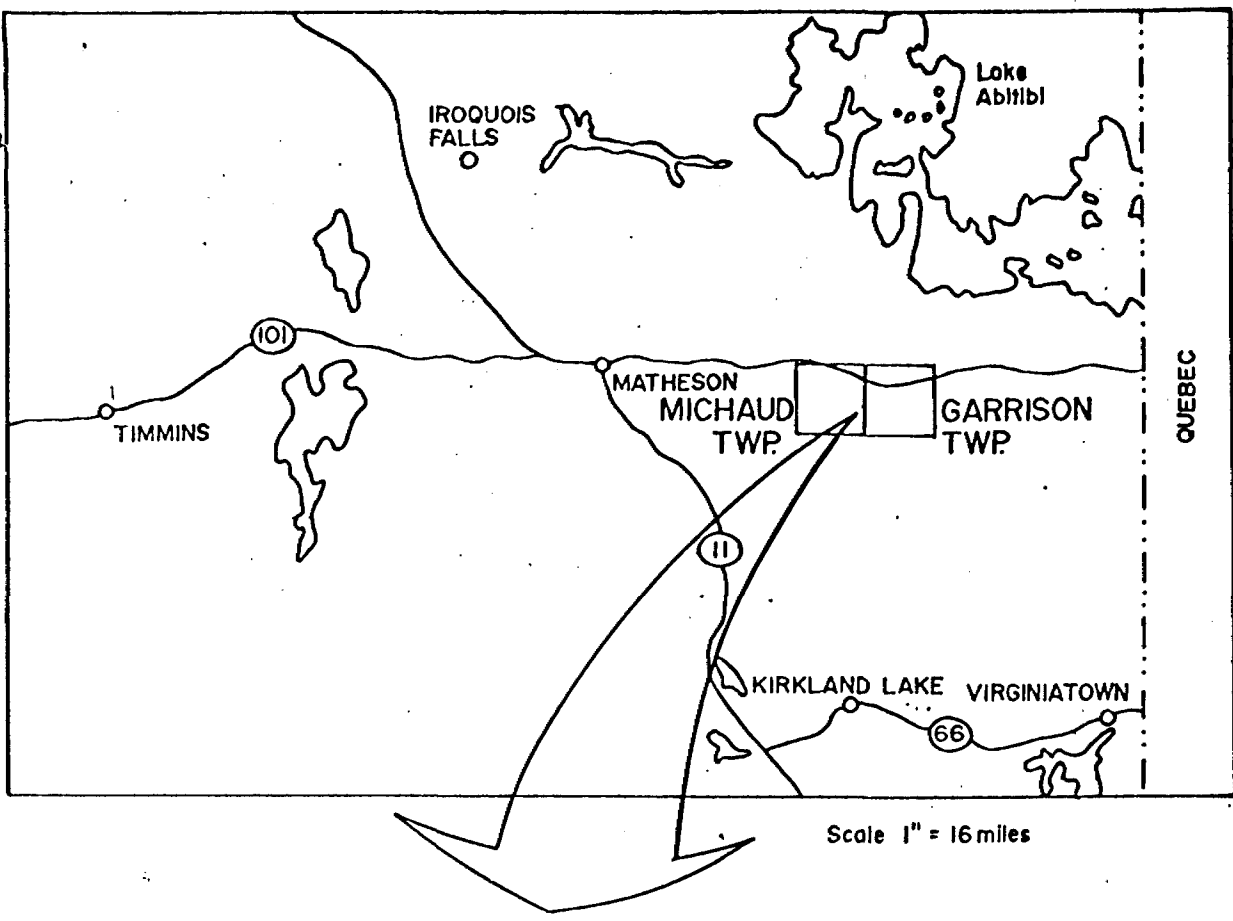 Lake
Abitibi
IROQUOIS
FALLS
101
MATHESON
TIMMINS
MICHAUD
TWP.
GARRISON
TWP.
QUEBEC
11
KIRKLAND LAKE
VIRGINIATOWN
66
Scale 1" = 16 miles